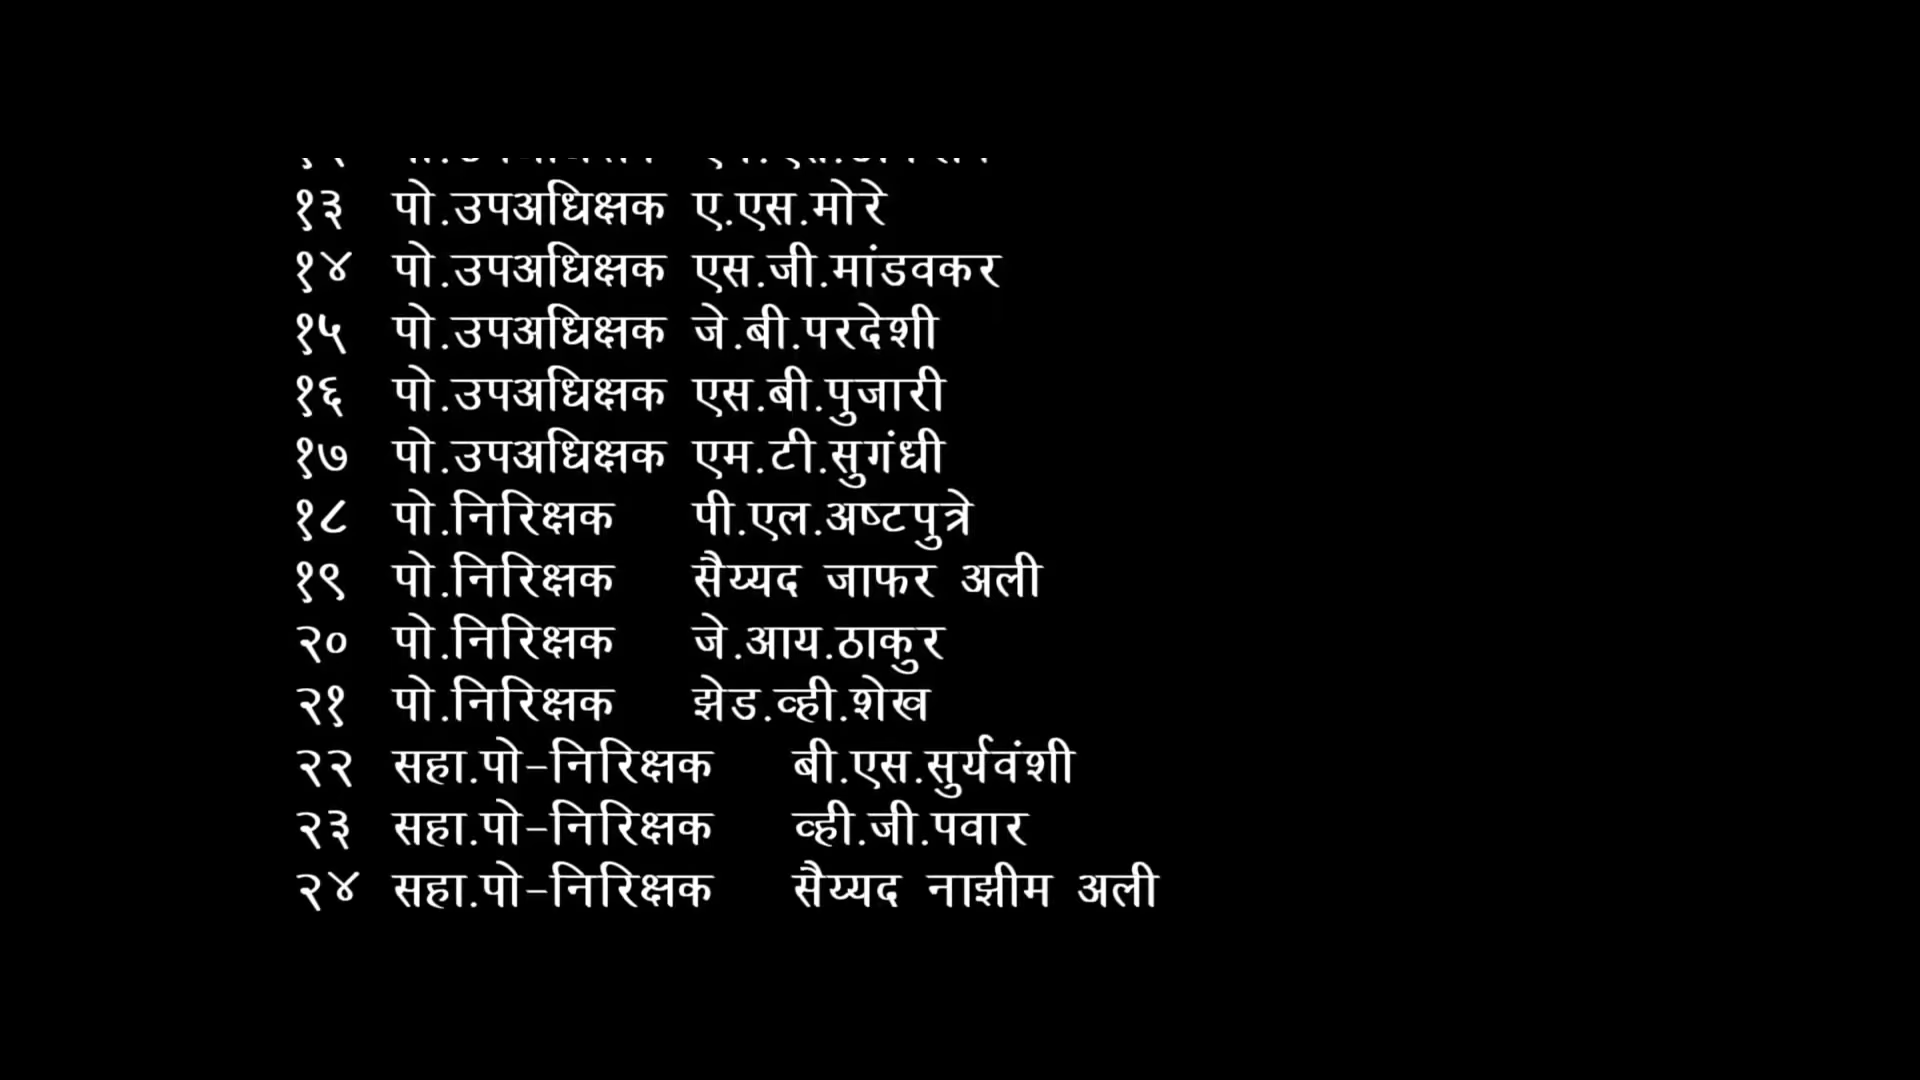 १३ पो.उपअधिक्षक ए.एस.मोरे
१४ पो.उपअधिक्षक एस.जी.मांडवकर
१५ पो.उपअधिक्षक जे.बी.परदेशी
१६ पो.उपअधिक्षक एस.बी.पुजारी
१७ पो.उपअधिक्षक एम.टी.सुगंधी
१८ पो.निरिक्षक पी.एल.अष्टपुत्रे
१९ पो.निरिक्षक सैय्यद जाफर अली
२० पो.निरिक्षक जे.आय.ठाकुर
२१ पो.निरिक्षक झेड.व्ही.शेख
२२ सहा.पो-निरिक्षक बी.एस.सुर्यवंशी
२३ सहा.पो-निरिक्षक व्ही.जी.पवार
२४ सहा.पो-निरिक्षक सैय्यद नाझीम अली